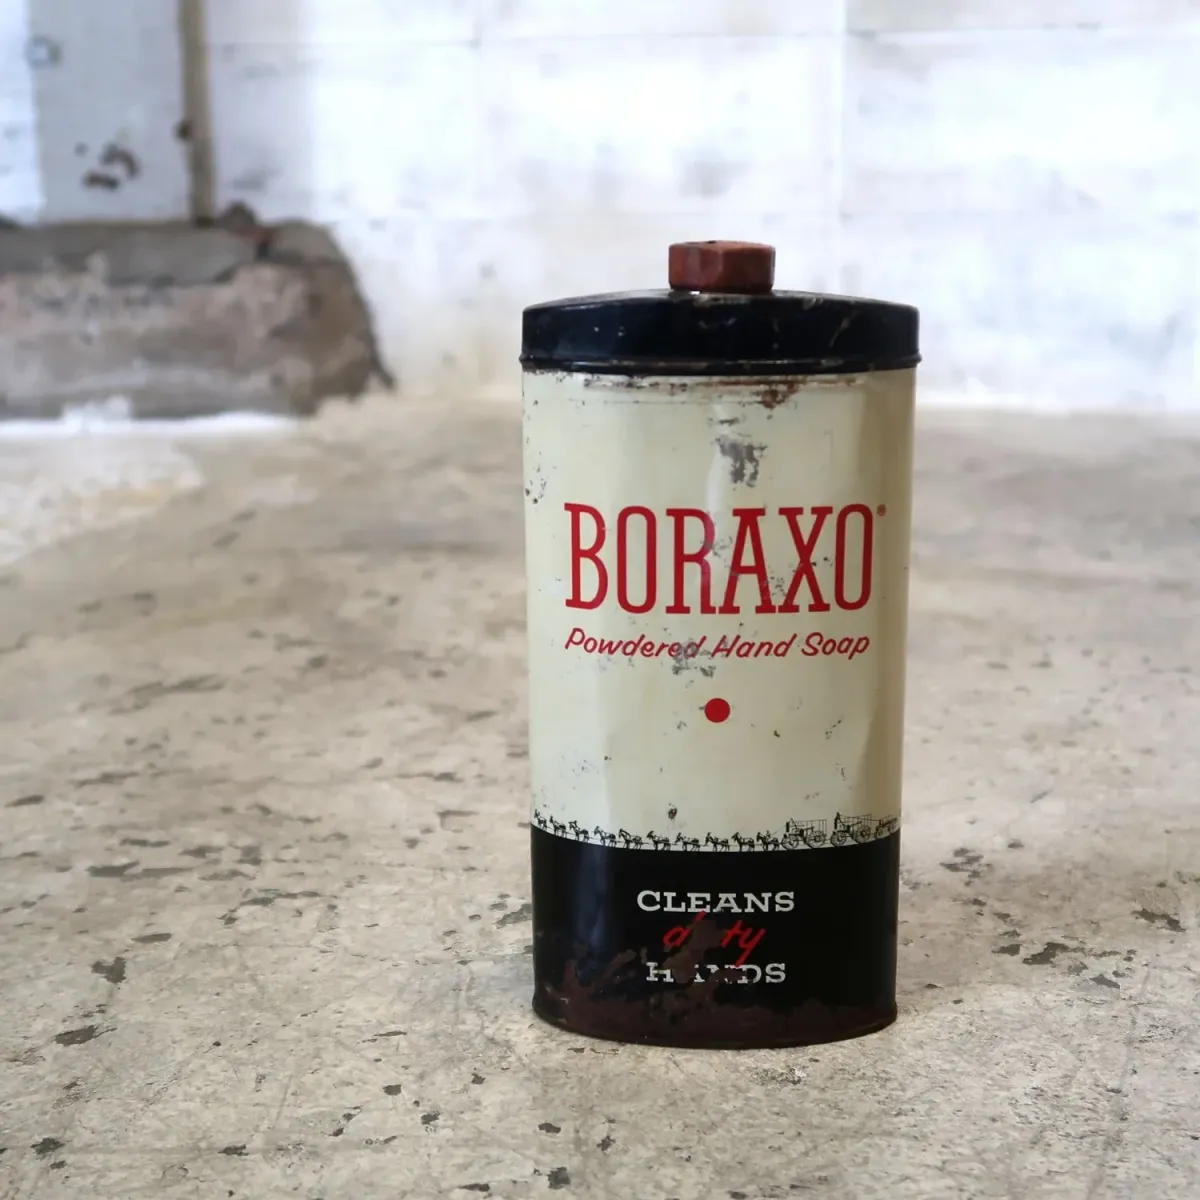 BORAXO®
Powdered Hand Soap
CLEANS
dirty
HANDS